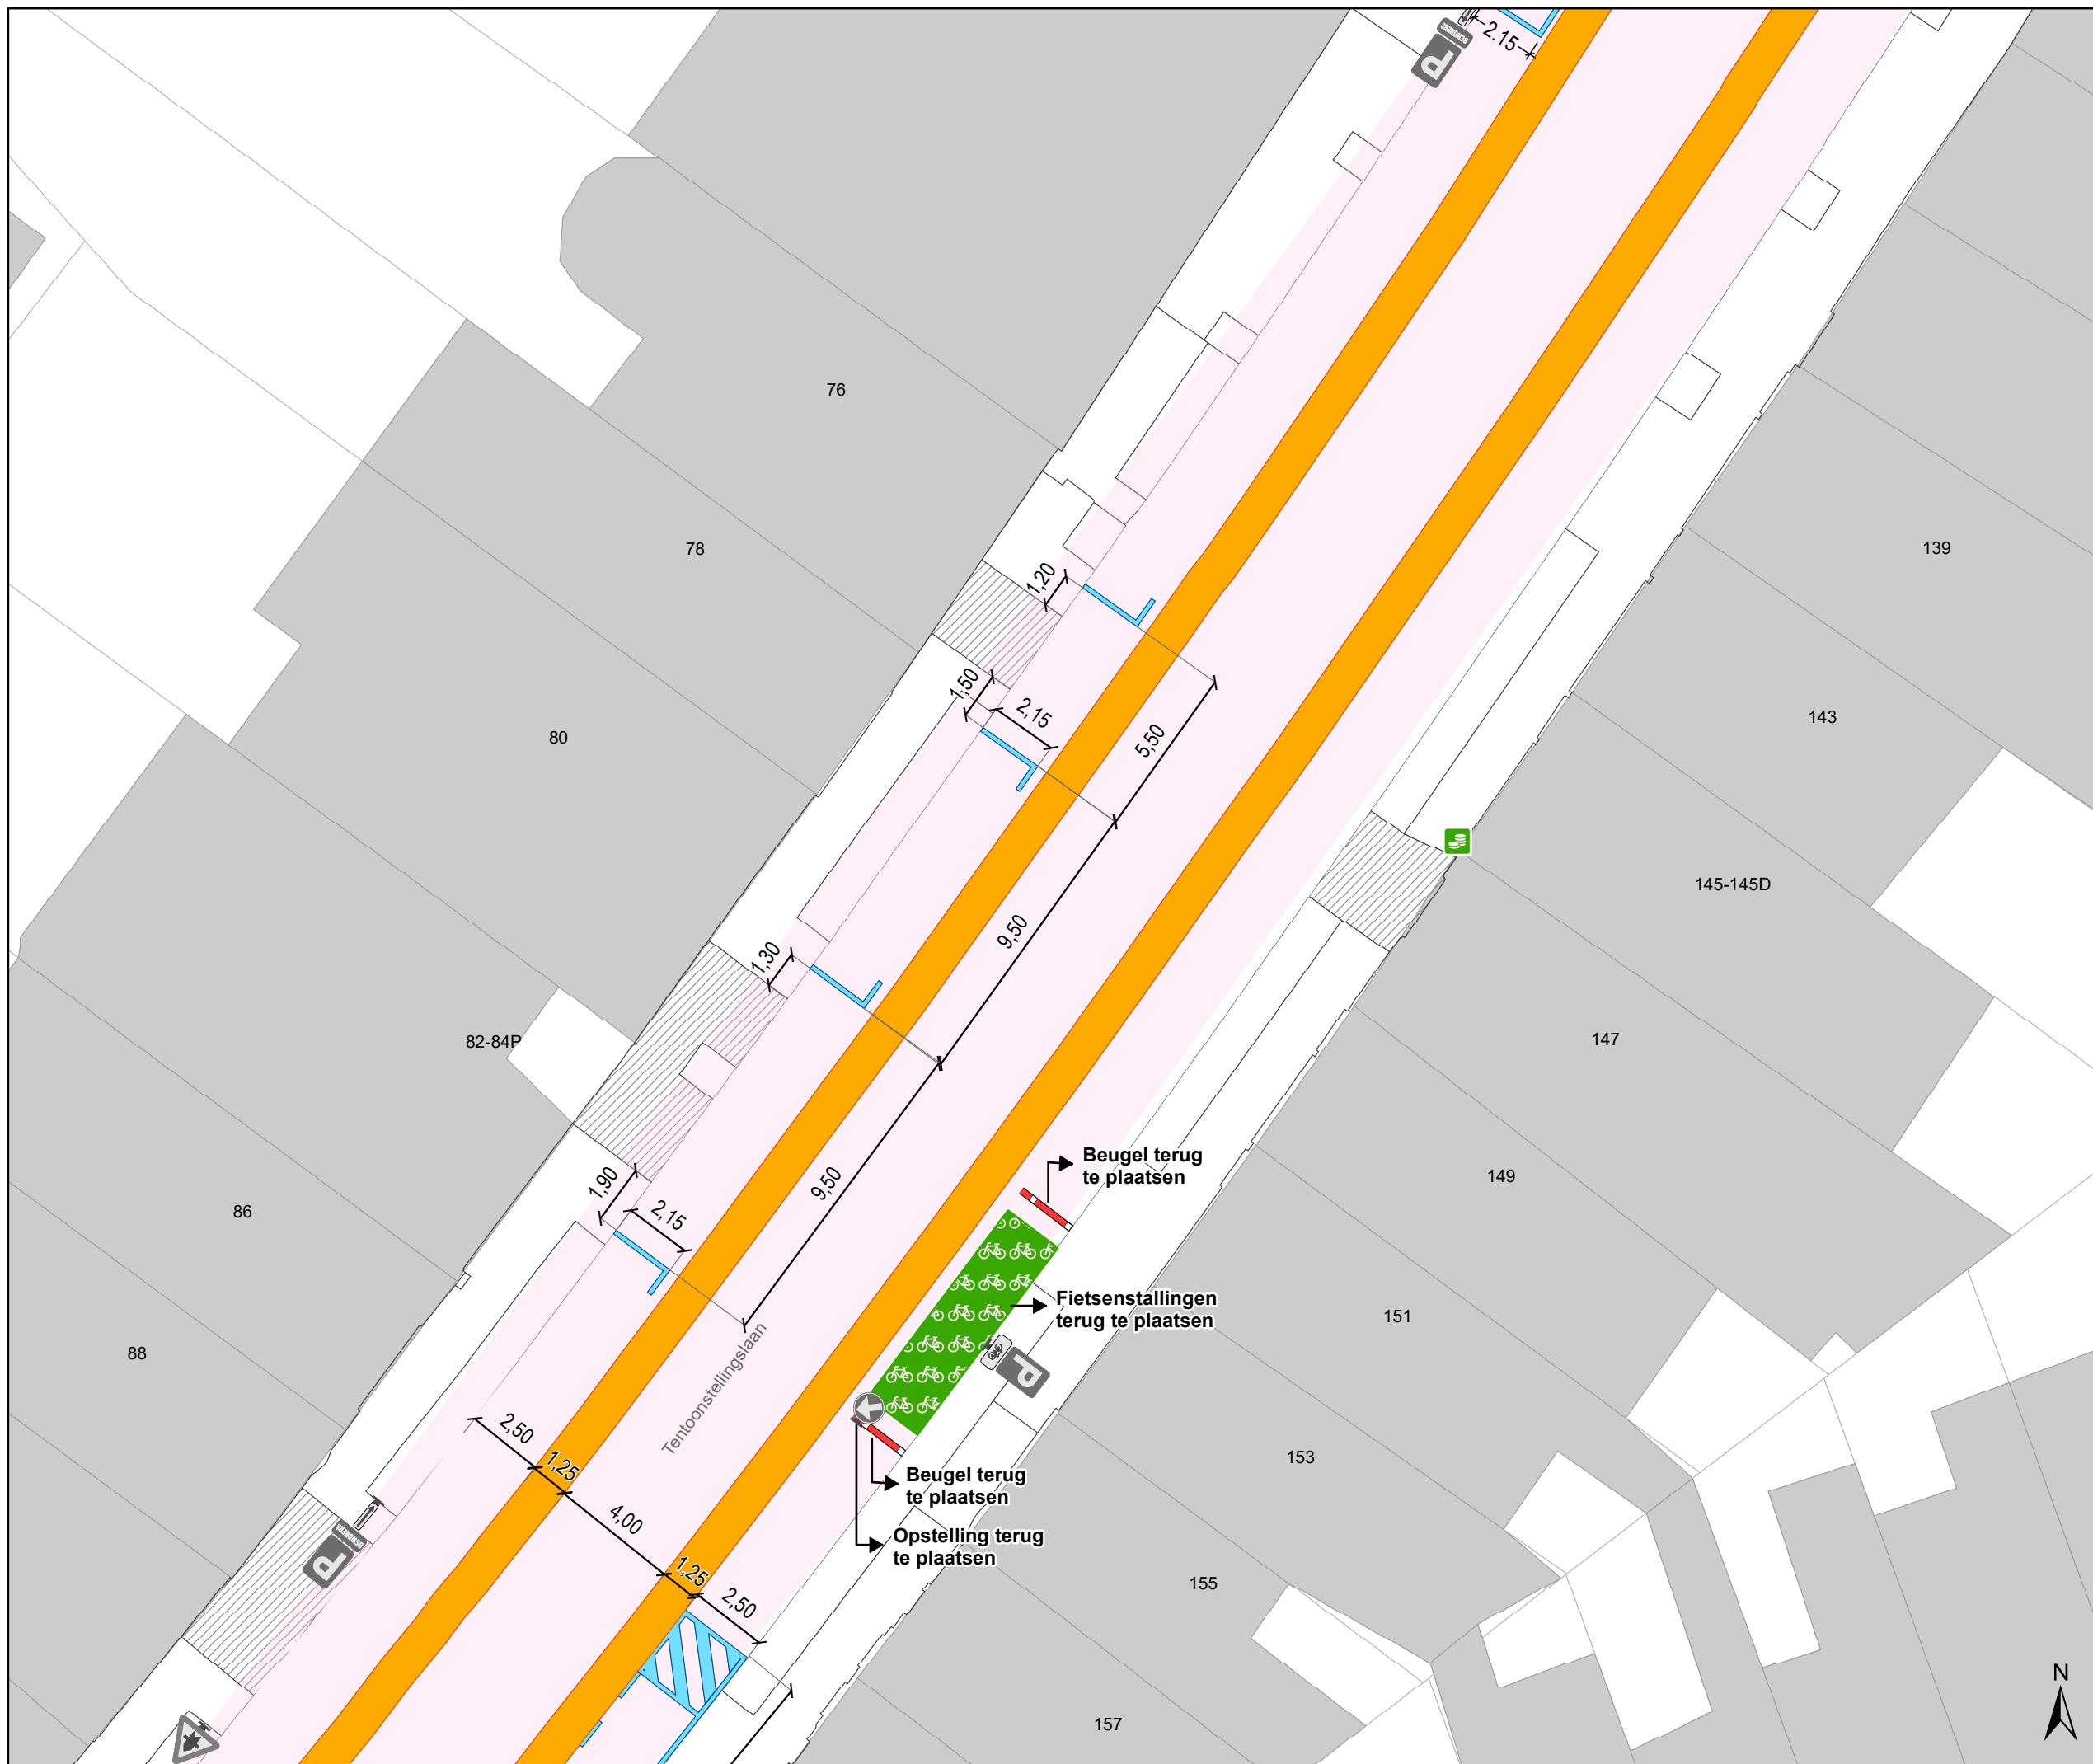 2.15
P
76
78
139
1,20
1,50
2,15
143
80
5,50
145-145D
9,50
1,30
82-84P
147
Beugel terug
te plaatsen
149
1,90
9,50
2,15
86
Fietsenstallingen
terug te plaatsen
151
88
P
Tentoonstellingslaan
2,50
1,25
4,00
1,25
2,50
153
Beugel terug
te plaatsen
Opstelling terug
te plaatsen
P
155
157
N